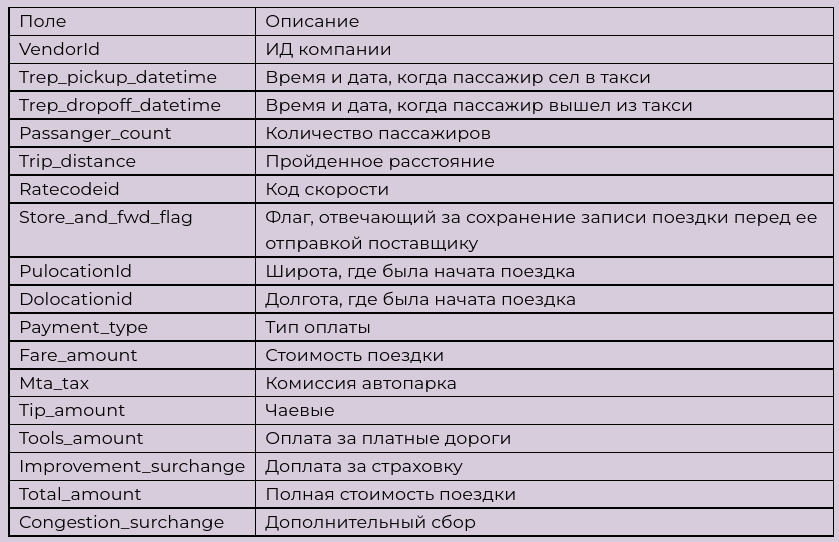 Поле Описание
VendorId ИД компании
Trep_pickup_datetime Время и дата, когда пассажир сел в такси
Trep_dropoff_datetime Время и дата, когда пассажир вышел из такси
Passanger_count Количество пассажиров
Trip_distance Пройденное расстояние
Ratecodeid Код скорости
Store_and_fwd_flag Флаг, отвечающий за сохранение записи поездки перед ее
отправкой поставщику
PulocationId Широта, где была начата поездка
Dolocationid Долгота, где была начата поездка
Payment_type Тип оплаты
Fare_amount Стоимость поездки
Mta_tax Комиссия автопарка
Tip_amount Чаевые
Tools_amount Оплата за платные дороги
Improvement_surchange Доплата за страховку
Total_amount Полная стоимость поездки
Congestion_surchange Дополнительный сбор